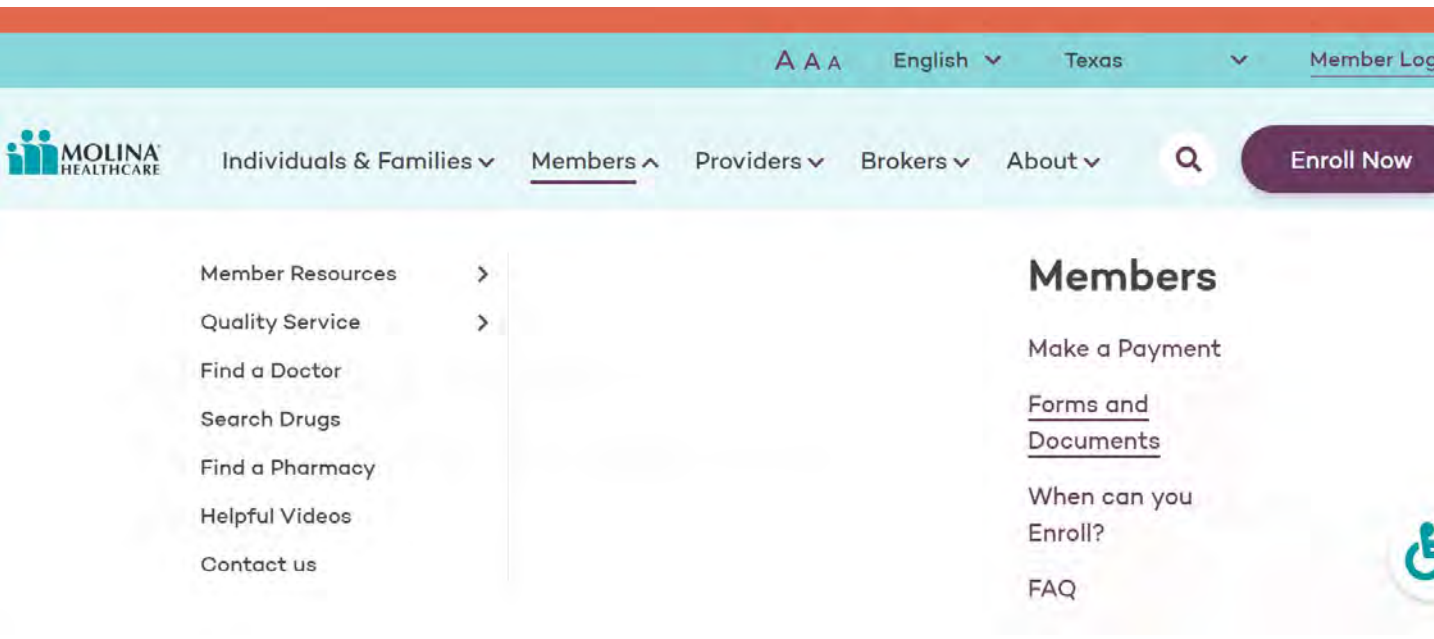 A A A English Texas Member Log
MOLINA
HEALTHCARE
Individuals & Families Members Providers Brokers About Enroll Now
Member Resources
Quality Service
Find a Doctor
Search Drugs
Find a Pharmacy
Helpful Videos
Contact us
Members
Make a Payment
Forms and
Documents
When can you
Enroll?
FAQ